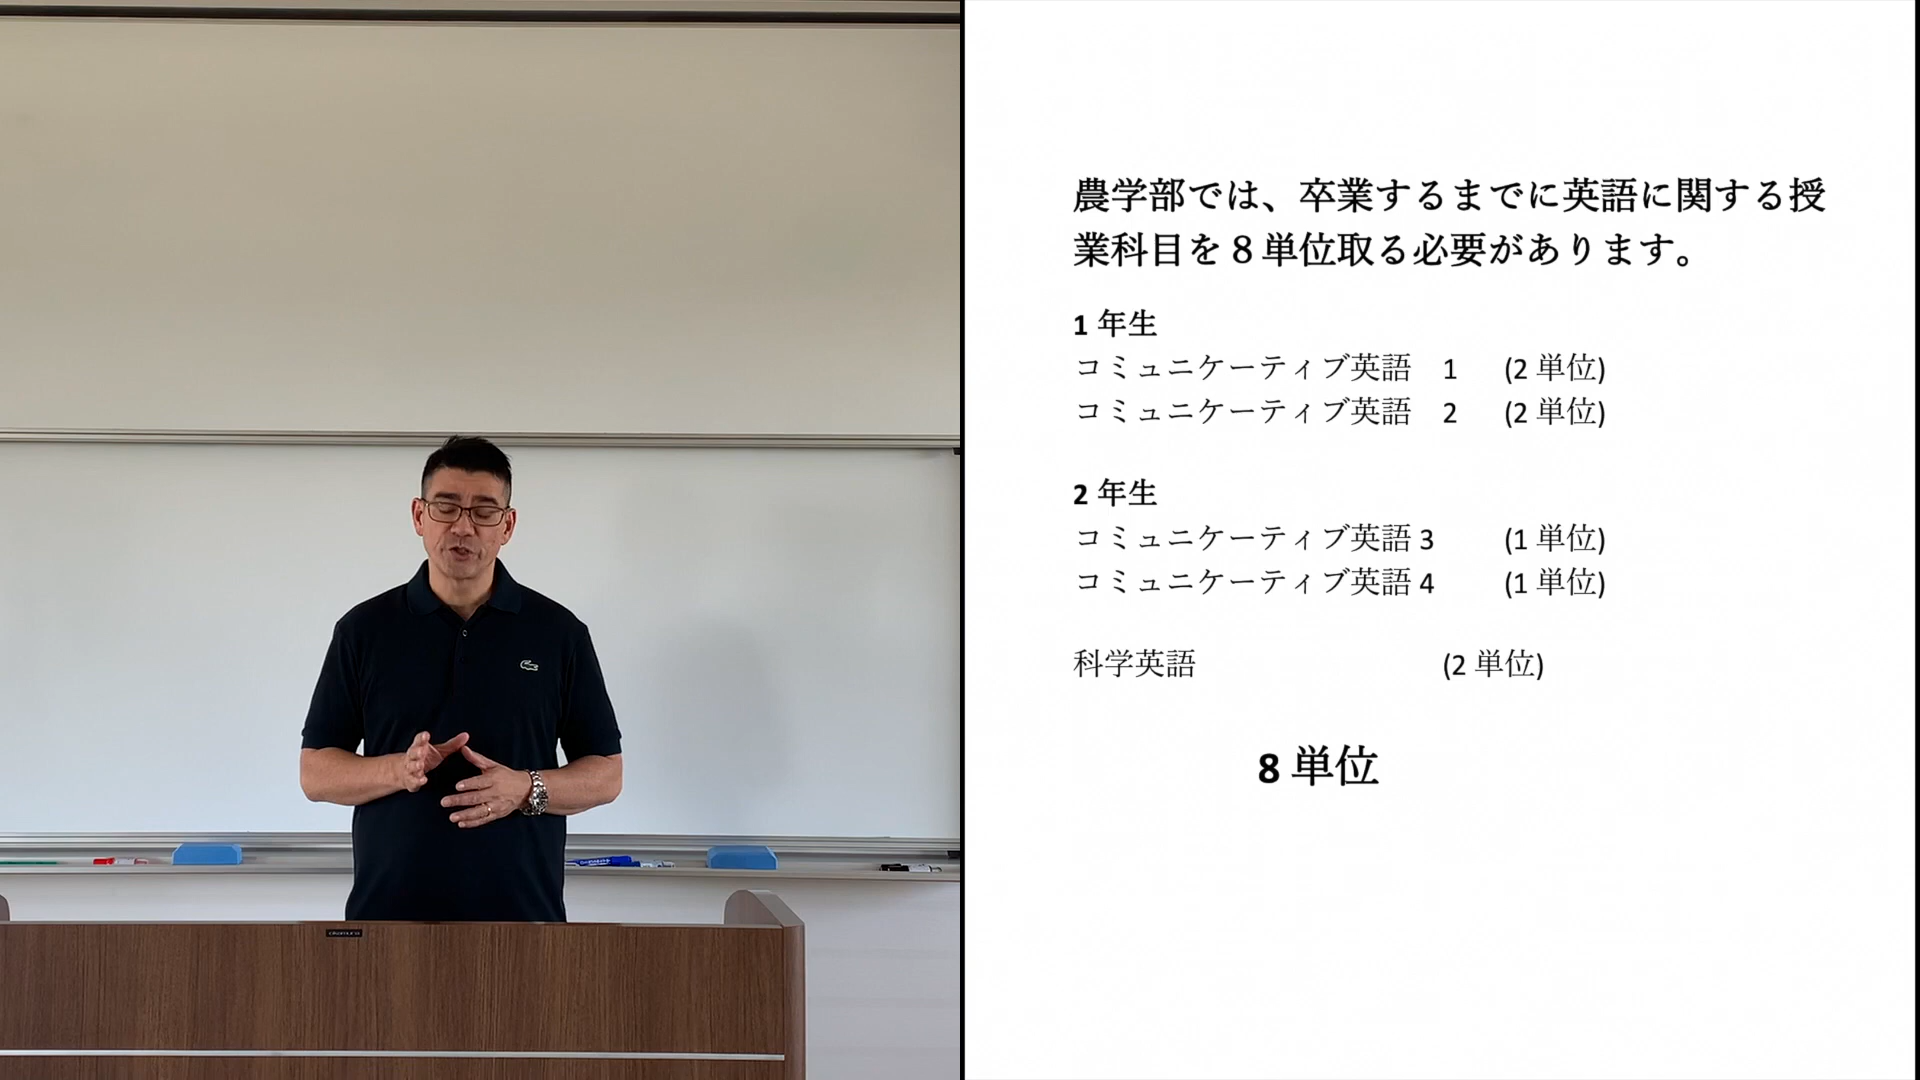 農学部では、卒業するまでに英語に関する授
業科目を８単位取る必要があります。
1 年生
コミュニケーティブ英語　1　(2 単位)
コミュニケーティブ英語　2　(2 単位)
2 年生
コミュニケーティブ英語 3　(1 単位)
コミュニケーティブ英語 4　(1 単位)
科学英語　(2 単位)
8 単位